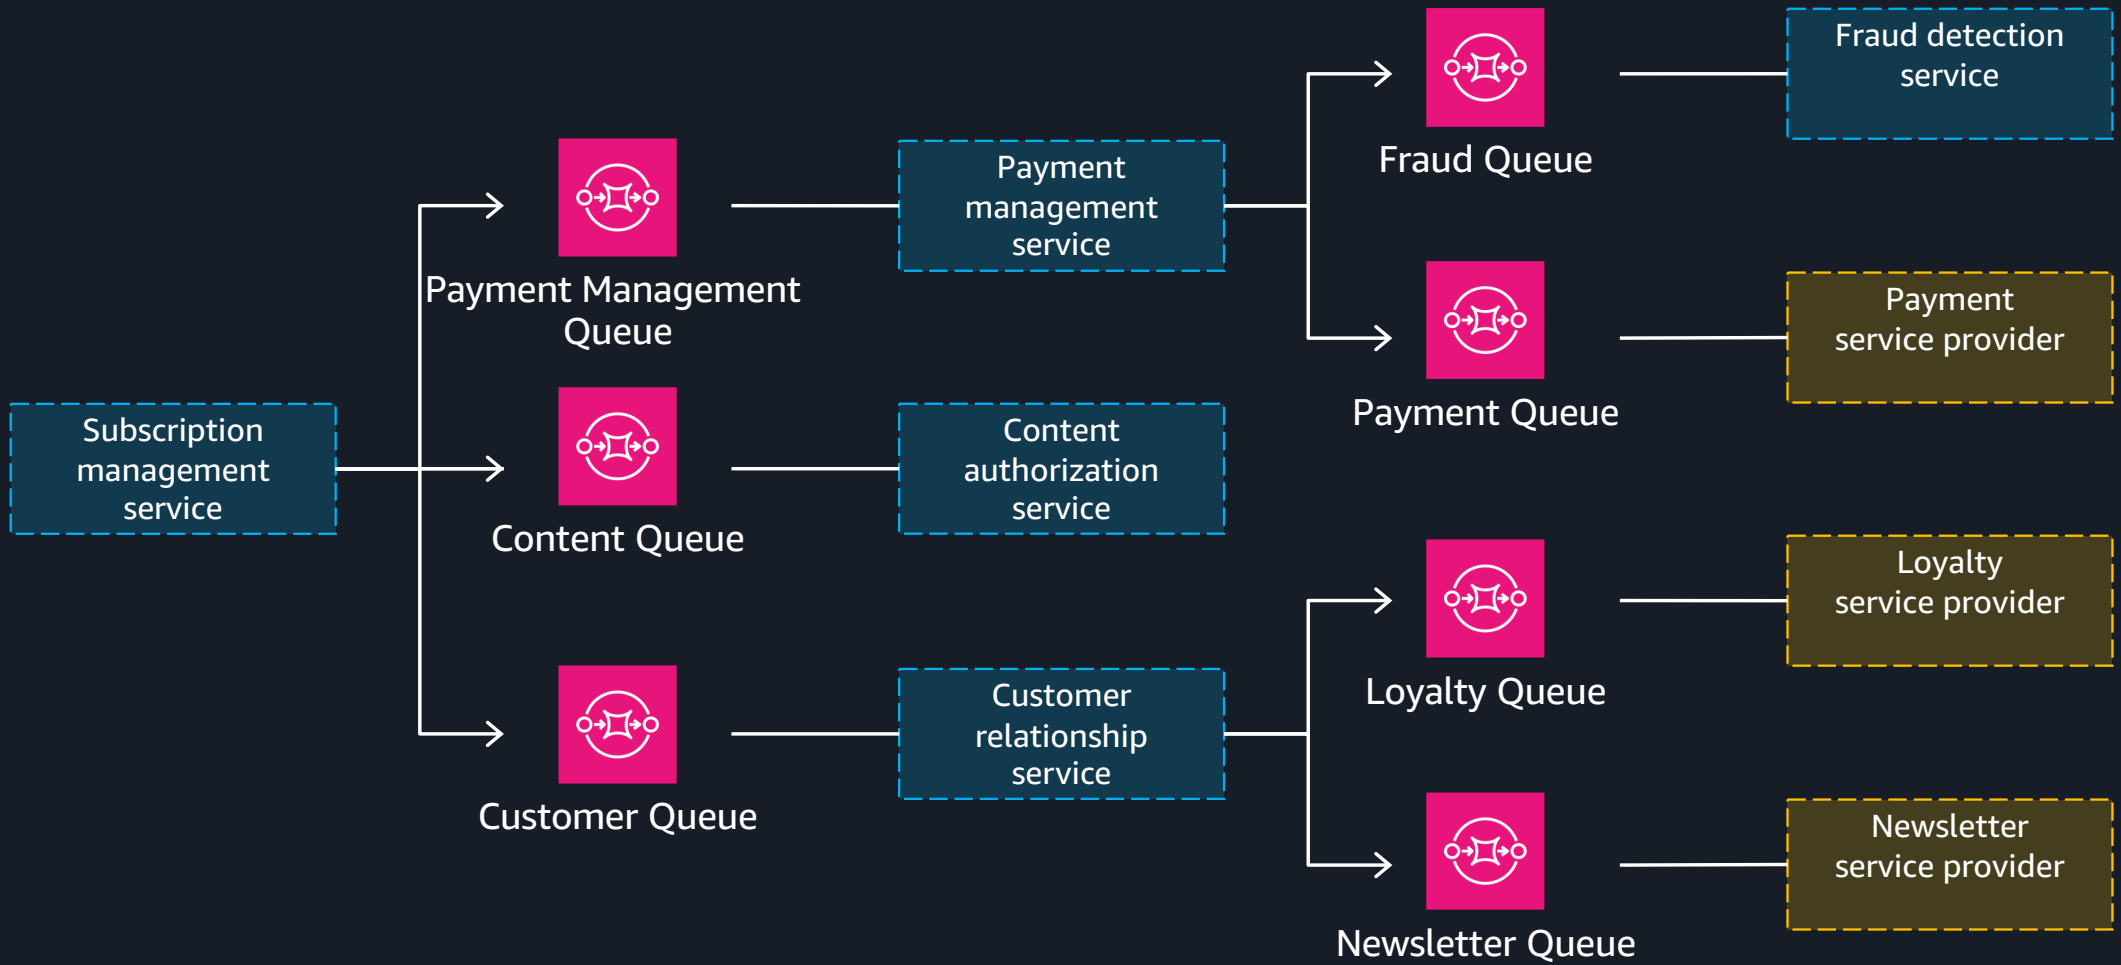 Fraud detection
service
Fraud Queue
Payment
management
service
Payment Management
Queue
Payment
service provider
Payment Queue
Subscription
management
service
Content
authorization
service
Content Queue
Loyalty
service provider
Loyalty Queue
Customer
relationship
service
Customer Queue
Newsletter
service provider
Newsletter Queue